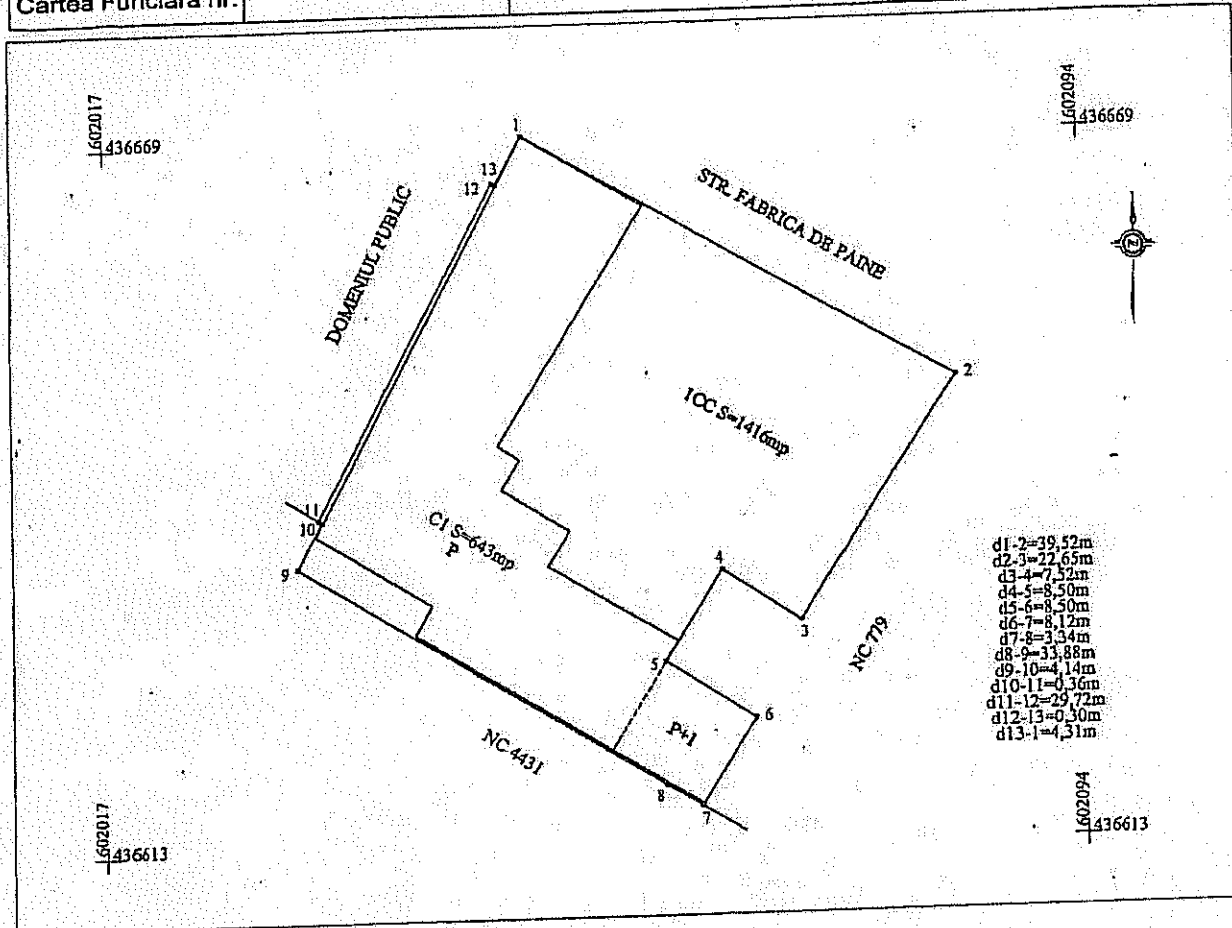 Cartea Funciara nr.
602017
436669
602094
436669
1
13
12
STR. FABRICA DE PAINE
DOMENIUL PUBLIC
N
2
1CC S=1416mp
11
10
C1 S=643mp
P
9
4
3
NC 779
5
6
P+1
NC 4431
8
7
d1-2=39,52m
d2-3=22,65m
d3-4=7,52m
d4-5=8,50m
d5-6=8,50m
d6-7=8,12m
d7-8=3,34m
d8-9=33,88m
d9-10=4,14m
d10-11=0,36m
d11-12=29,72m
d12-13=0,30m
d13-1=4,31m
602017
436613
602094
436613